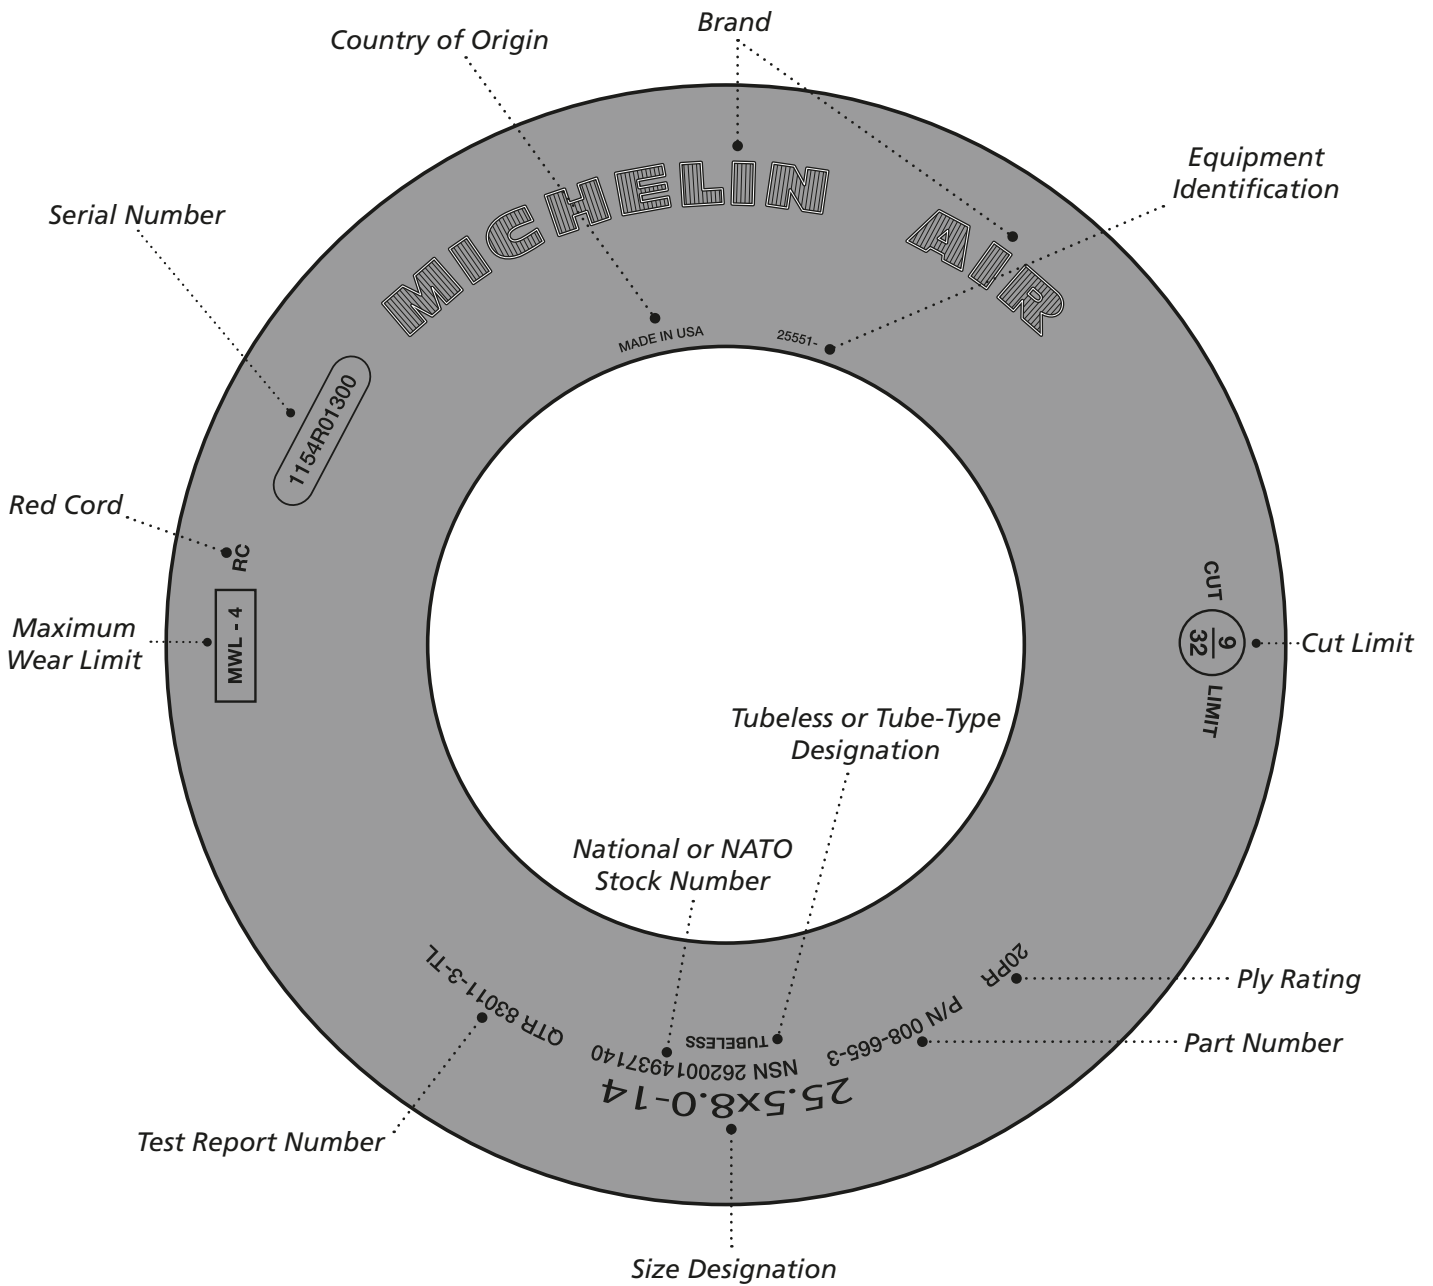 Brand
Country of Origin
Equipment
Identification
Serial Number
MICHELIN AIR
MADE IN USA
25551-
1154R01300
Red Cord
RC
Maximum
Wear Limit
MWL - 4
CUT
9
32
LIMIT
Cut Limit
Tubeless or Tube-Type
Designation
National or NATO
Stock Number
20PR
Ply Rating
P/N 008-665-3
Part Number
TUBELESS
NSN 2620014937140
25.5x8.0-14
QTR 83011-3-TL
Test Report Number
Size Designation